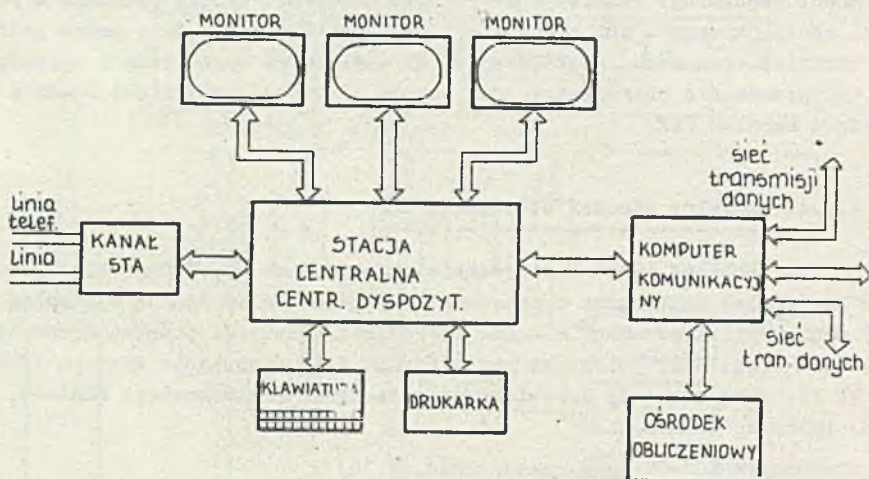 MONITOR
MONITOR
MONITOR
linia
telef.
Linia
KANAŁ
STA
STACJA
CENTRALNA
CENTR. DYSPOZYT.
KOMPUTER
KOMUNIKACYJ
NY
sieć
transmisji
danych
sieć
tran. danych
DRUKARKA
OŚRODEK
OBLICZENIOWY